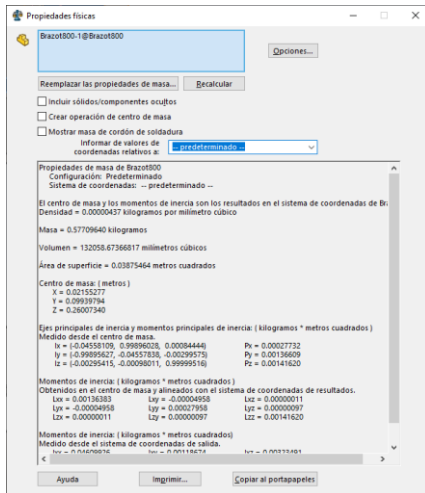 Propiedades físicas
Brazot800-1@Brazot800
Opciones...
Reemplazar las propiedades de masa...
Recalcular
Incluir sólidos/componentes ocultos
Crear operación de centro de masa
Mostrar masa de cordón de soldadura
Informar de valores de
coordenadas relativos a:
-- predeterminado --
Propiedades de masa de Brazot800
Configuración: Predeterminado
Sistema de coordenadas: -- predeterminado --
El centro de masa y los momentos de inercia son los resultados en el sistema de coordenadas de Bra
Densidad = 0.00000437 kilogramos por milímetro cúbico
Masa = 0.57709640 kilogramos
Volumen = 132058.67366817 milímetros cúbicos
Área de superficie = 0.03875464 metros cuadrados
Centro de masa: ( metros )
X = 0.02155277
Y = 0.09939794
Z = 0.26007340
Ejes principales de inercia y momentos principales de inercia: ( kilogramos * metros cuadrados )
Medido desde el centro de masa.
Ix = (-0.04558109, 0.99896028, 0.00084444) Px = 0.00027732
Iy = (-0.99895627, -0.04557838, -0.00299575) Py = 0.00136609
Iz = (-0.00295415, -0.00098011, 0.99999516) Pz = 0.00141620
Momentos de inercia: ( kilogramos * metros cuadrados )
Obtenidos en el centro de masa y alineados con el sistema de coordenadas de resultados.
Lxx = 0.00136383 Lxy = -0.00004958 Lxz = 0.00000011
Lyx = -0.00004958 Lyy = 0.00027958 Lyz = 0.00000097
Lzx = 0.00000011 Lzy = 0.00000097 Lzz = 0.00141620
Momentos de inercia: ( kilogramos * metros cuadrados)
Medido desde el sistema de coordenadas de salida.
Ayuda
Imprimir...
Copiar al portapapeles